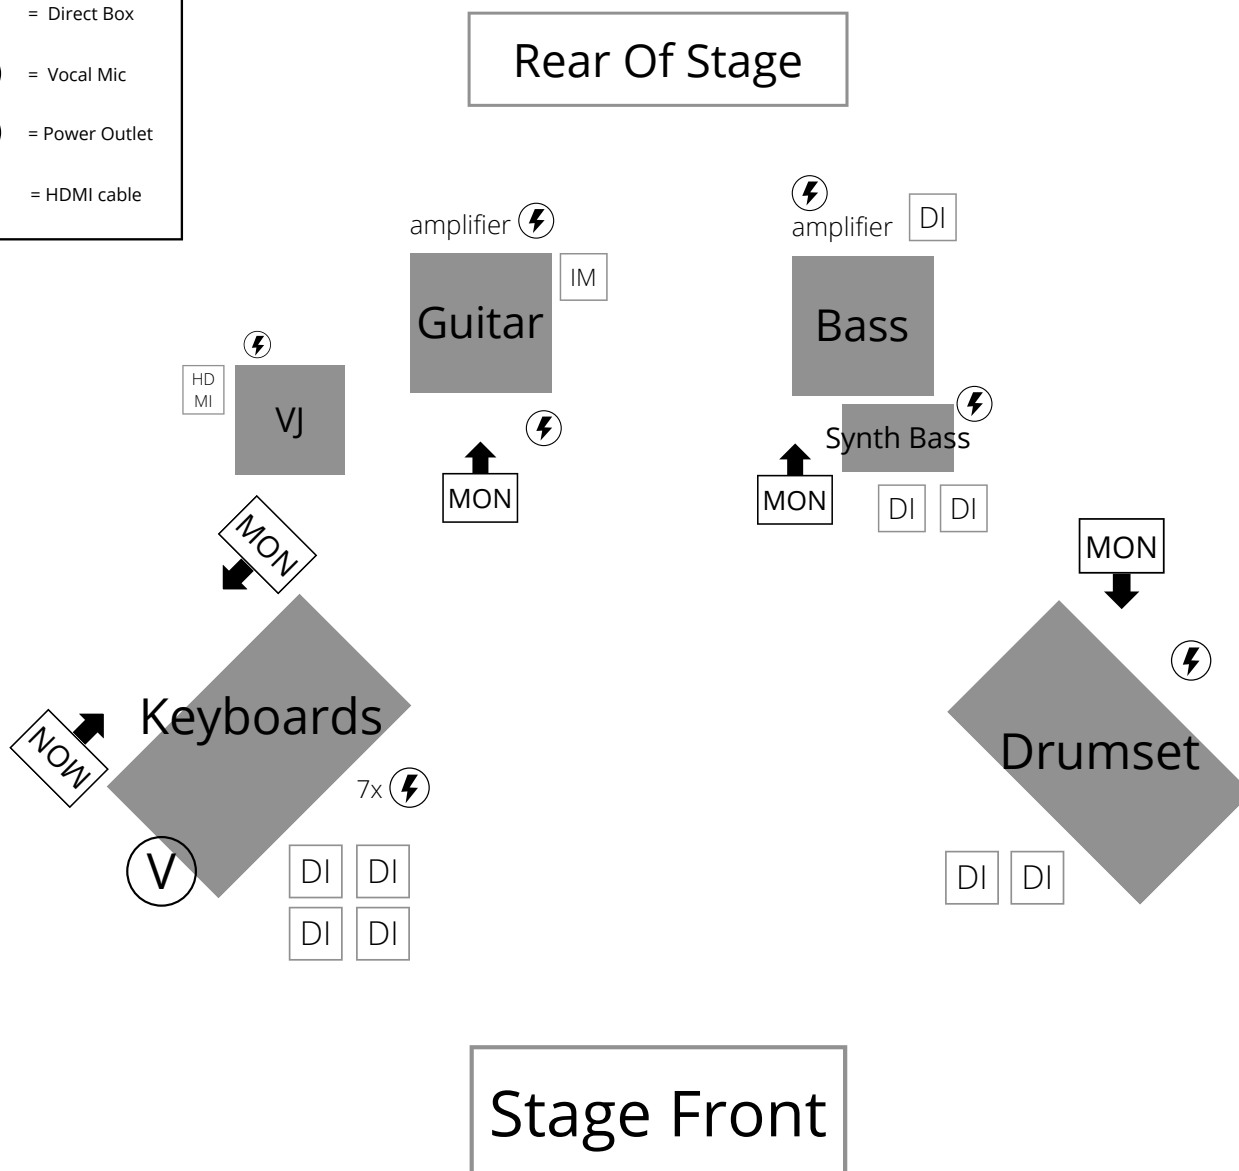 = Direct Box
= Vocal Mic
= Power Outlet
= HDMI cable
Rear Of Stage
amplifier
amplifier
DI
IM
Guitar
Bass
HD
MI
VJ
Synth Bass
MON
MON
DI DI
MON
MON
Keyboards
MON
Drumset
7x
V
DI DI
DI DI
DI DI
Stage Front